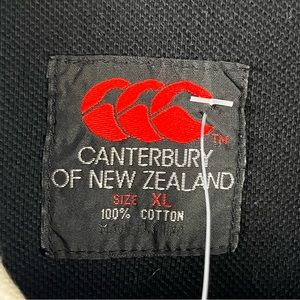 TM
CANTERBURY
OF NEW ZEALAND
SIZE XL
100% COTTON